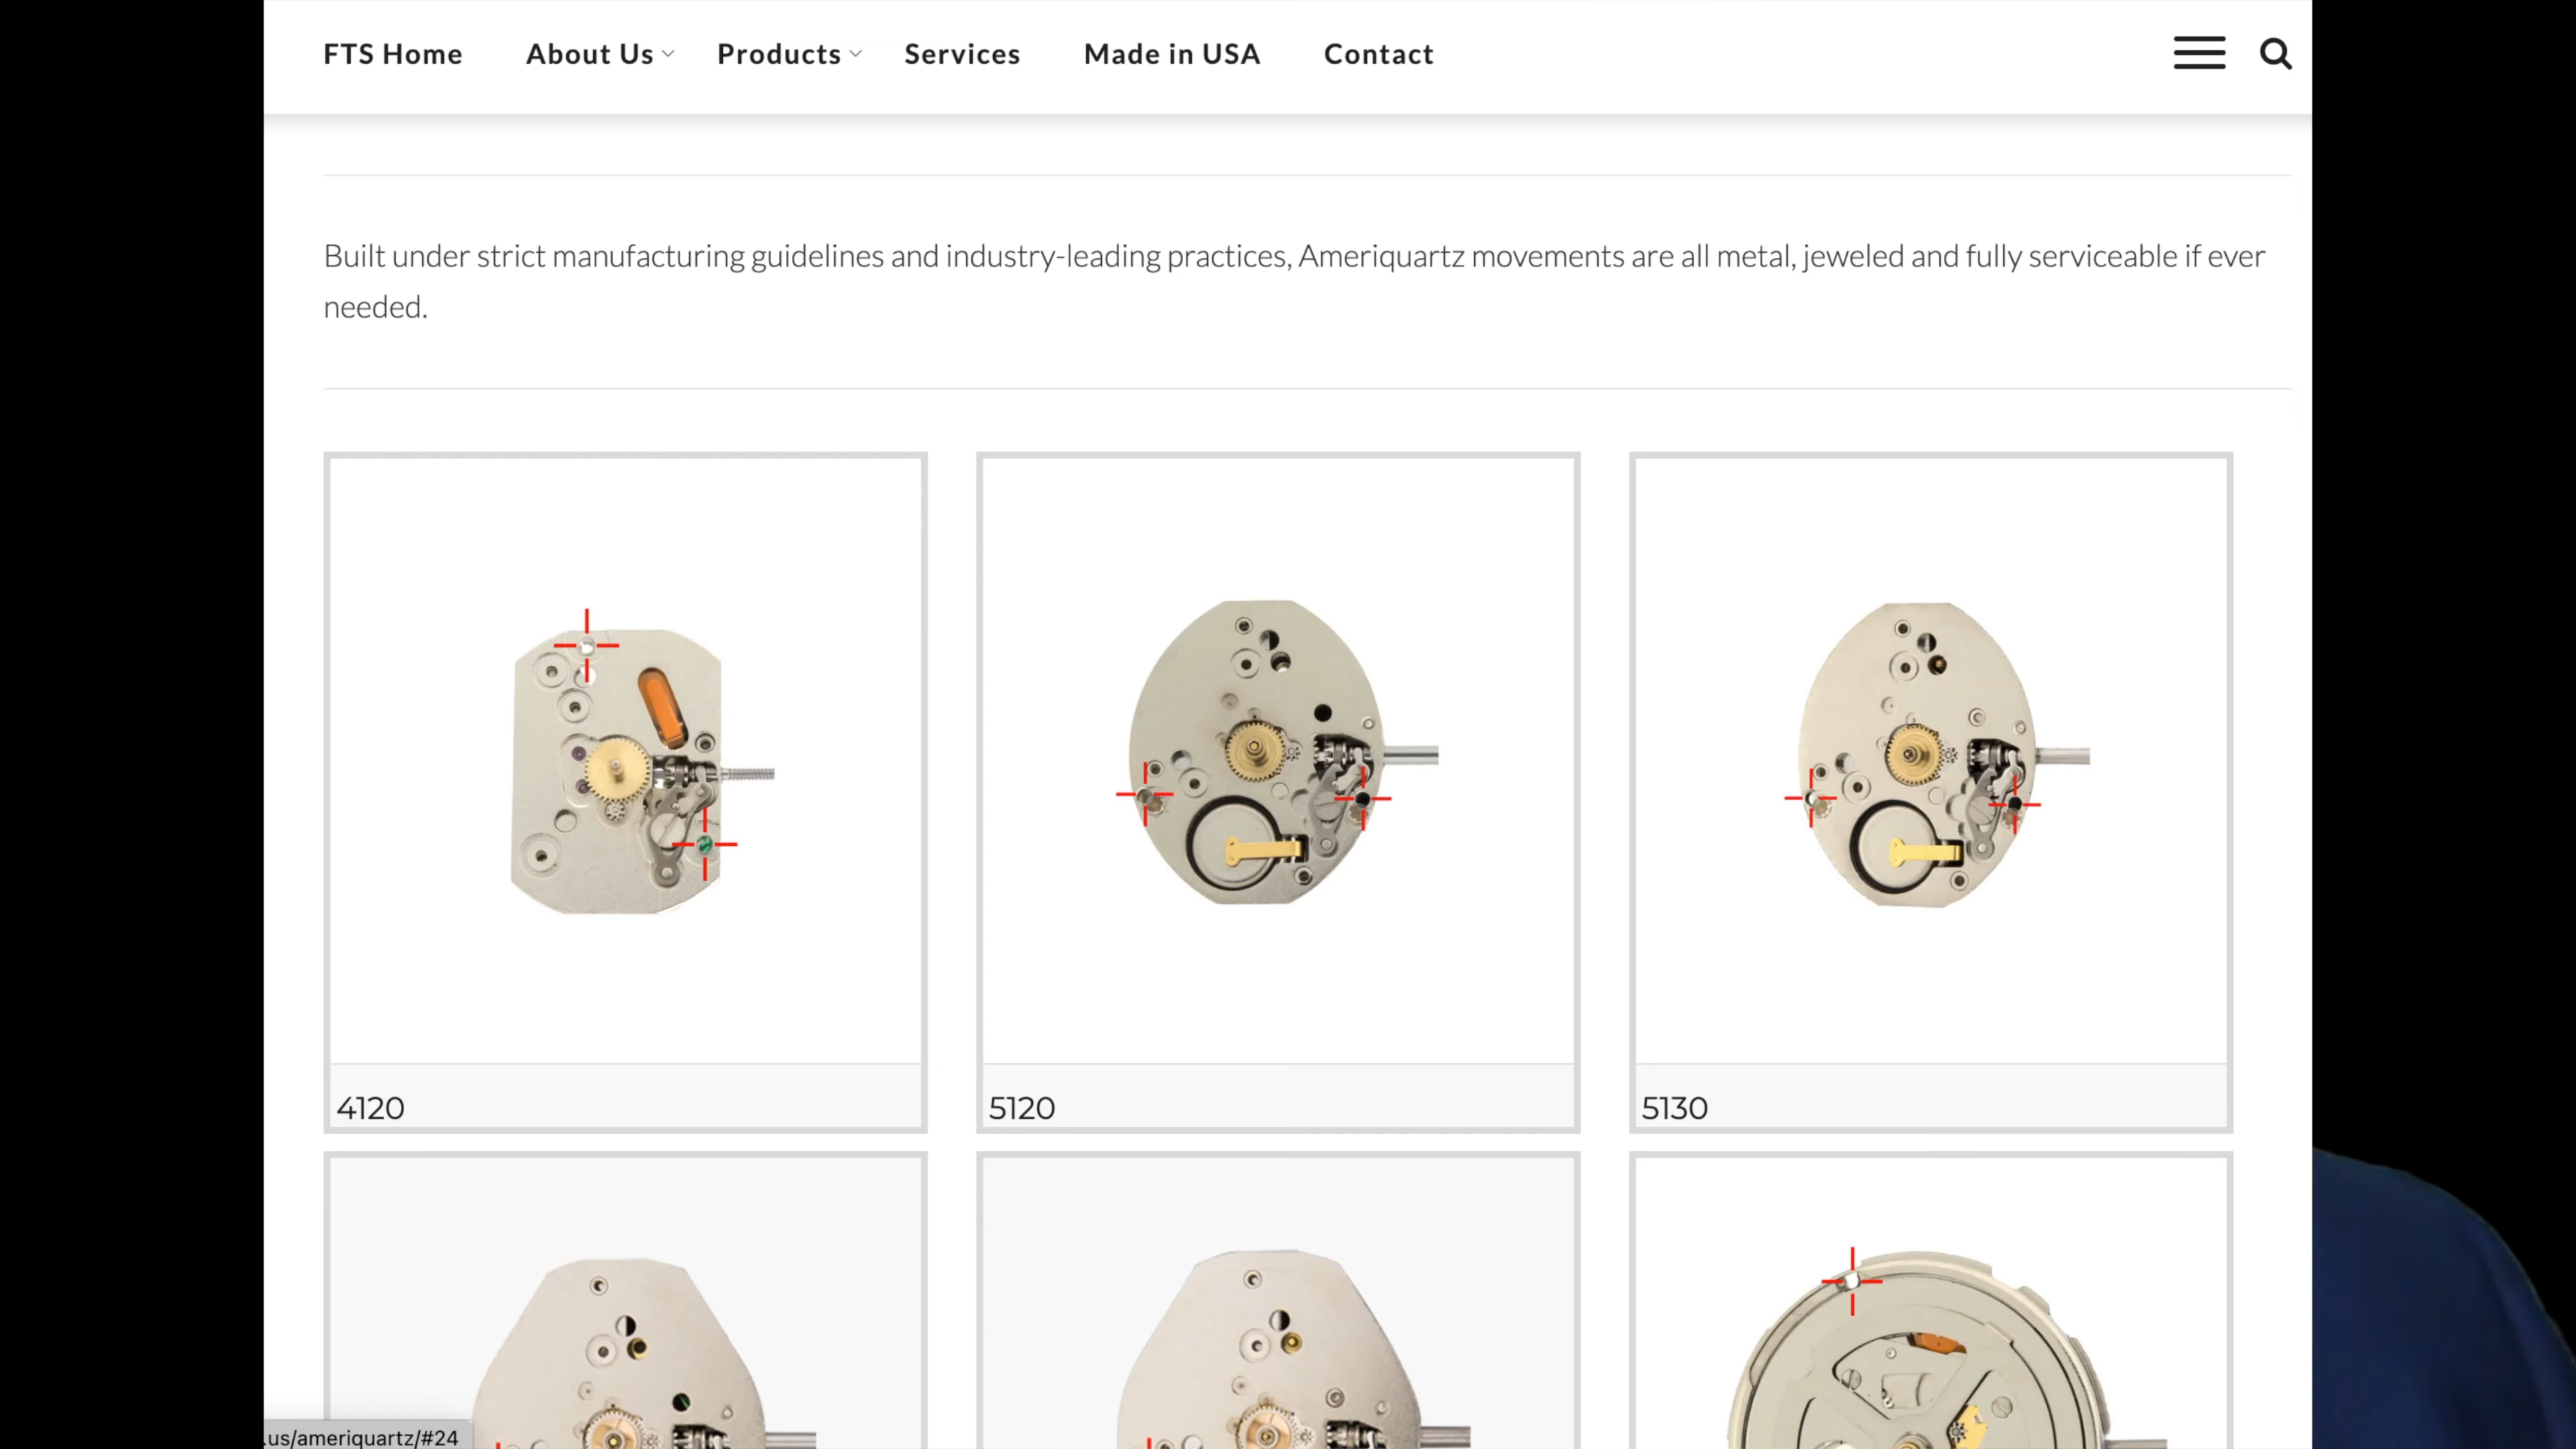 FTS Home About Us Products Services Made in USA Contact
Built under strict manufacturing guidelines and industry-leading practices, Ameriquartz movements are all metal, jeweled and fully serviceable if ever
needed.
4120 5120 5130
.us/ameriquartz/#24